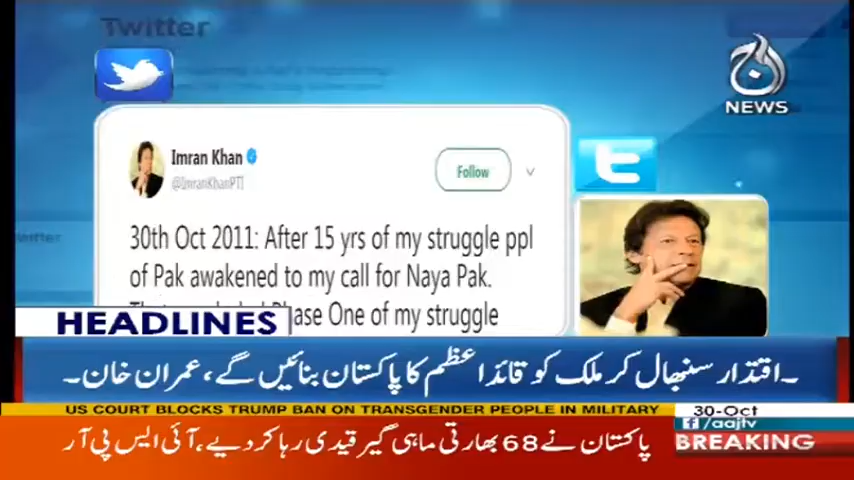 Twitter
آج
NEWS
Imran Khan
@ImranKhanPTI
Follow
30th Oct 2011: After 15 yrs of my struggle ppl
of Pak awakened to my call for Naya Pak.
Phase One of my struggle
HEADLINES
۔اقتدار سنبھال کر ملک کو قائداعظم کا پاکستان بنائیں گے، عمران خان۔
US COURT BLOCKS TRUMP BAN ON TRANSGENDER PEOPLE IN MILITARY
30-Oct
/aajtv
BREAKING
پاکستان نے 68 بھارتی ماہی گیر قیدی رہا کردیے، آئی ایس پی آر